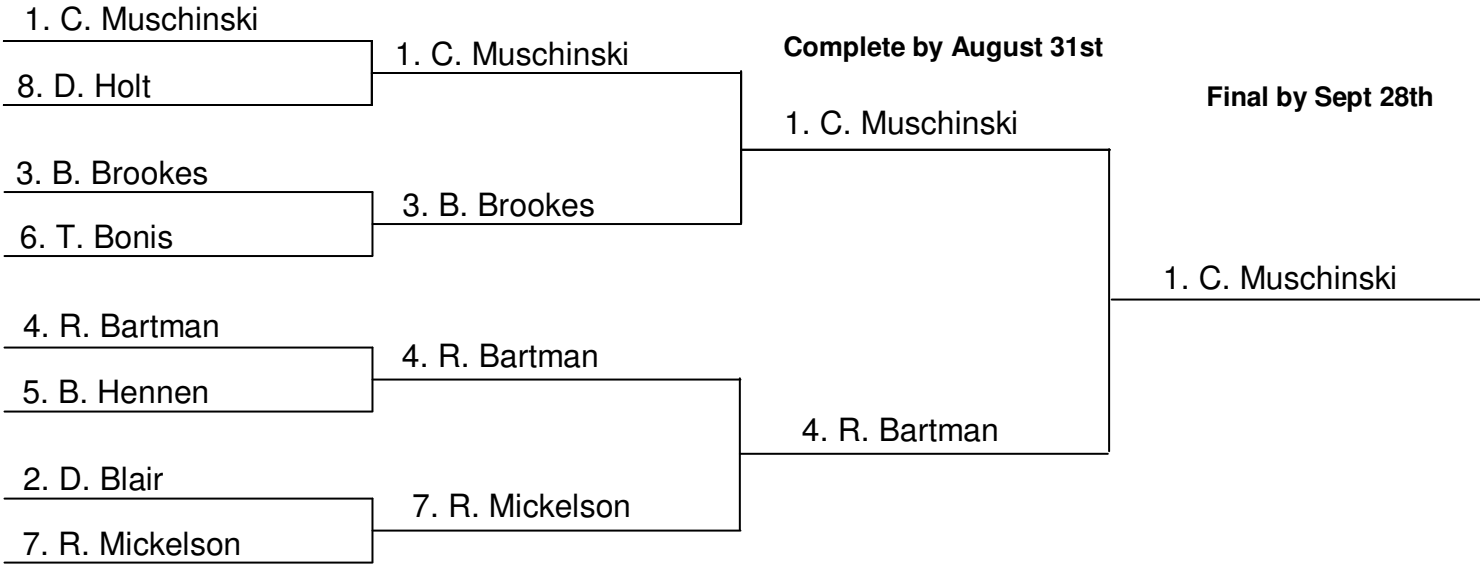 1. C. Muschinski
8. D. Holt
3. B. Brookes
6. T. Bonis
4. R. Bartman
5. B. Hennen
2. D. Blair
7. R. Mickelson
1. C. Muschinski
3. B. Brookes
4. R. Bartman
7. R. Mickelson
Complete by August 31st
1. C. Muschinski
4. R. Bartman
Final by Sept 28th
1. C. Muschinski